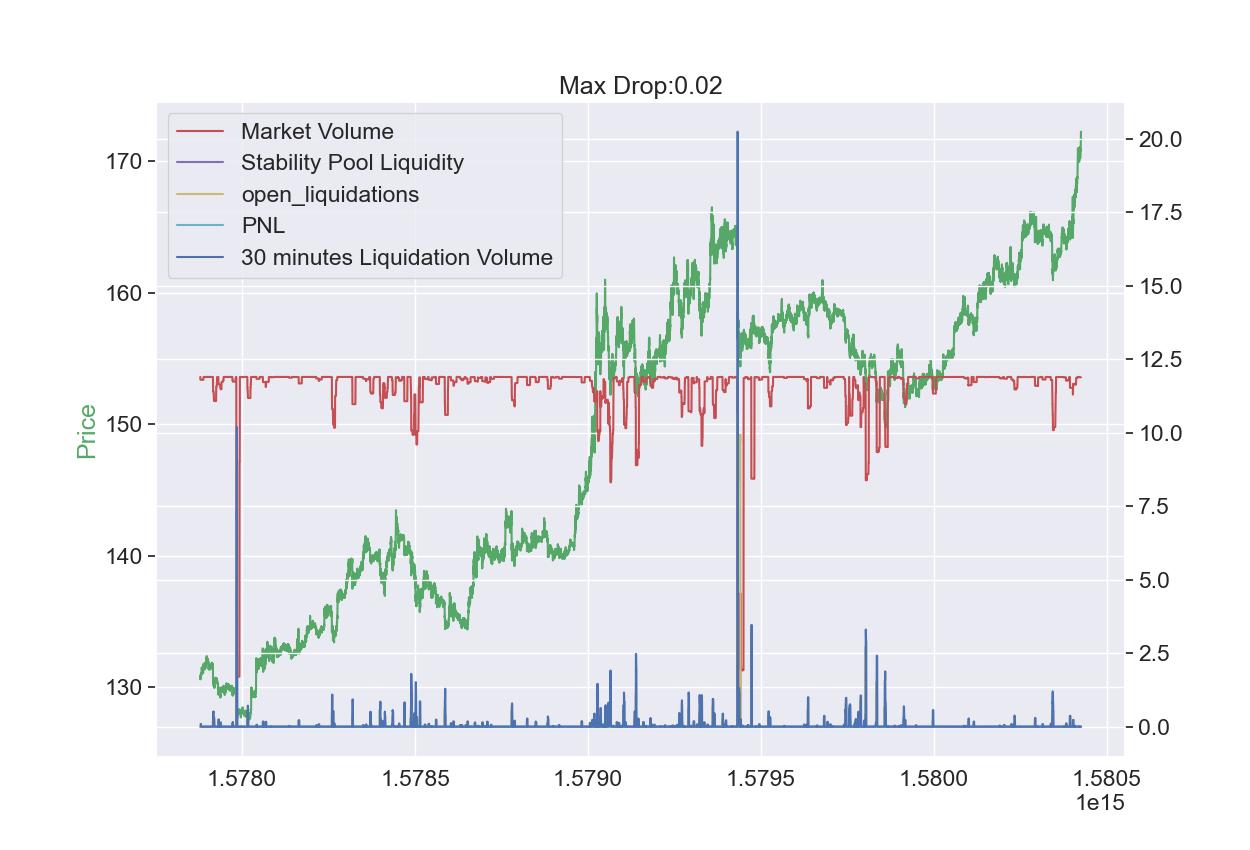 Max Drop:0.02
Market Volume
Stability Pool Liquidity
open_liquidations
PNL
30 minutes Liquidation Volume
Price
170
160
150
140
130
20.0
17.5
15.0
12.5
10.0
7.5
5.0
2.5
0.0
1.5780 1.5785 1.5790 1.5795 1.5800 1.5805
1e15